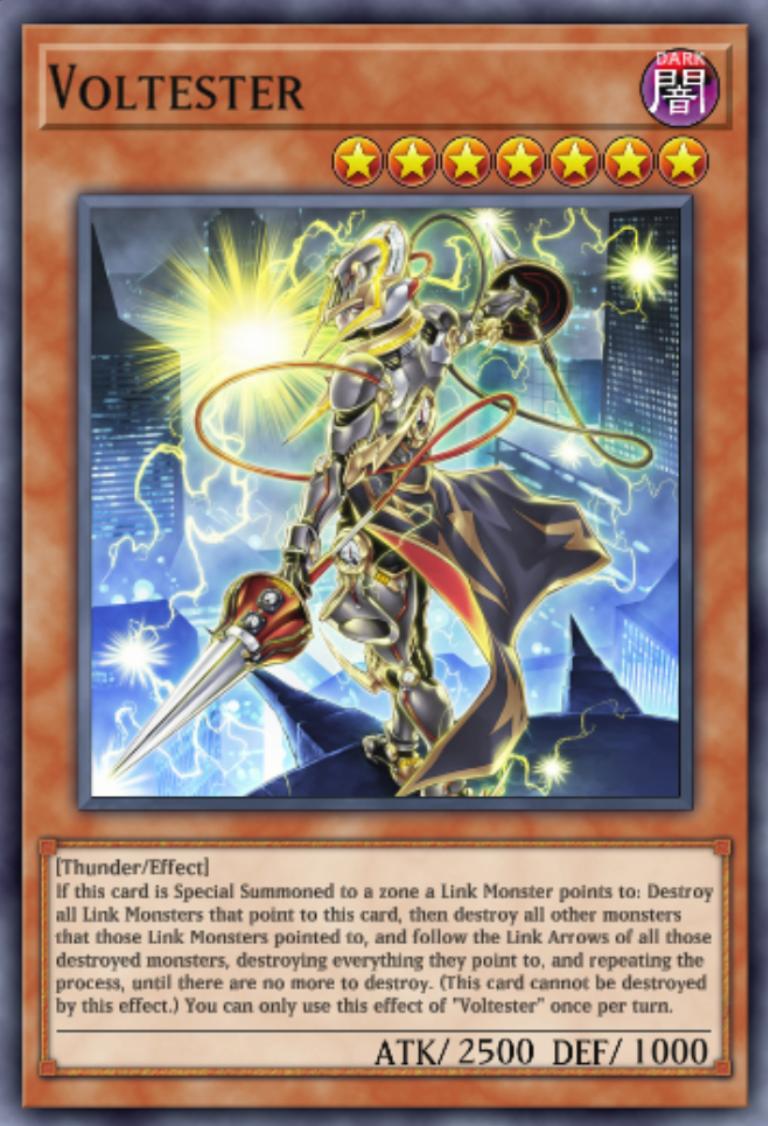 VOLTESTER
DARK
闇
[Thunder/Effect]
If this card is Special Summoned to a zone a Link Monster points to: Destroy
all Link Monsters that point to this card, then destroy all other monsters
that those Link Monsters pointed to, and follow the Link Arrows of all those
destroyed monsters, destroying everything they point to, and repeating the
process, until there are no more to destroy. (This card cannot be destroyed
by this effect.) You can only use this effect of "Voltester" once per turn.
ATK/ 2500 DEF/ 1000